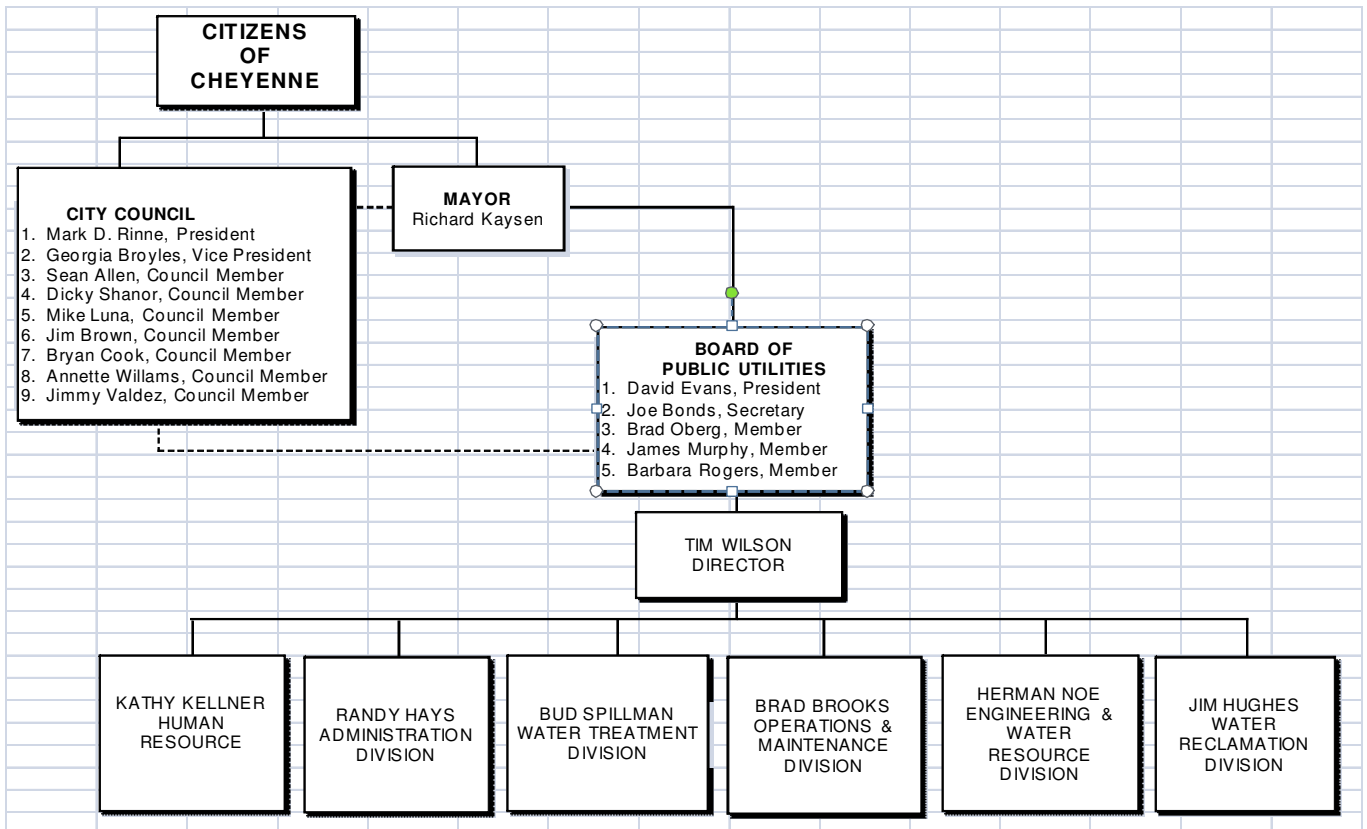 CITIZENS
OF
CHEYENNE
CITY COUNCIL
1. Mark D. Rinne, President
2. Georgia Broyles, Vice President
3. Sean Allen, Council Member
4. Dicky Shanor, Council Member
5. Mike Luna, Council Member
6. Jim Brown, Council Member
7. Bryan Cook, Council Member
8. Annette Willams, Council Member
9. Jimmy Valdez, Council Member
MAYOR
Richard Kaysen
BOARD OF
PUBLIC UTILITIES
1. David Evans, President
2. Joe Bonds, Secretary
3. Brad Oberg, Member
4. James Murphy, Member
5. Barbara Rogers, Member
TIM WILSON
DIRECTOR
KATHY KELLNER
HUMAN
RESOURCE
RANDY HAYS
ADMINISTRATION
DIVISION
BUD SPILLMAN
WATER TREATMENT
DIVISION
BRAD BROOKS
OPERATIONS &
MAINTENANCE
DIVISION
HERMAN NOE
ENGINEERING &
WATER
RESOURCE
DIVISION
JIM HUGHES
WATER
RECLAMATION
DIVISION